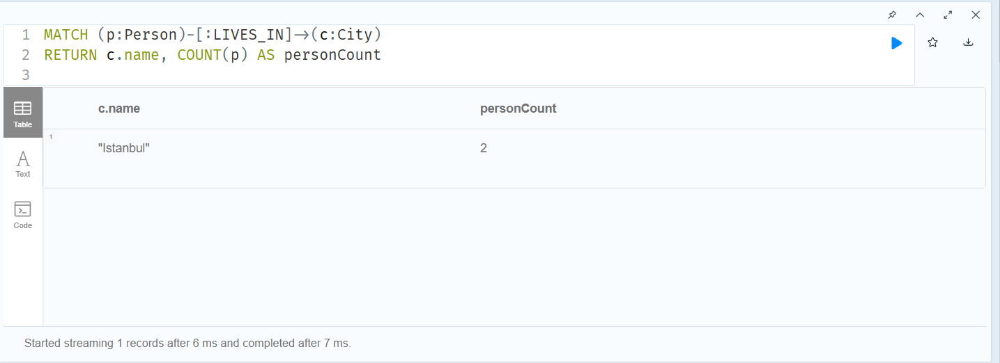 1 MATCH (p:Person)-[:LIVES_IN]->(c:City)
2 RETURN c.name, COUNT(p) AS personCount
3
Table
Text
Code
c.name personCount
1 "Istanbul" 2
Started streaming 1 records after 6 ms and completed after 7 ms.